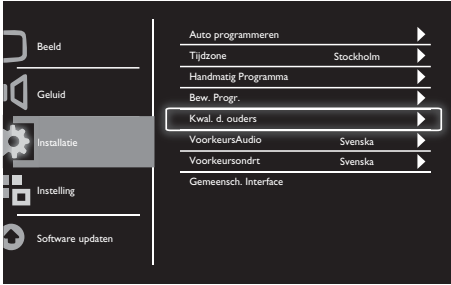 Beeld
Geluid
Installatie
Instelling
Software updaten
Auto programmeren
Tijdzone Stockholm
Handmatig Programma
Bew. Progr.
Kwal. d. ouders
VoorkeursAudio Svenska
Voorkeursondrt Svenska
Gemeensch. Interface